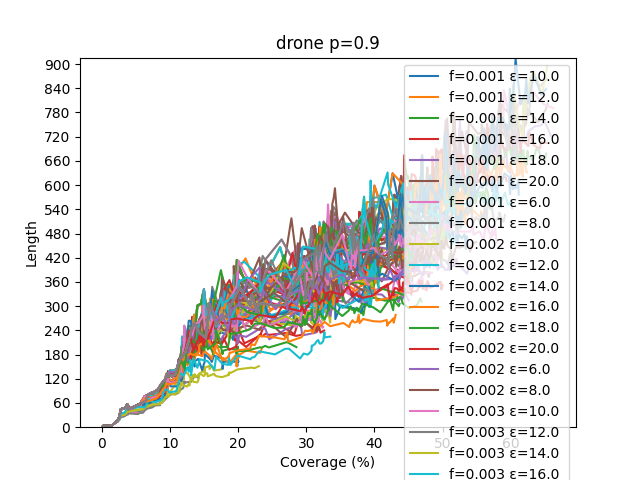 drone p=0.9
900
840
780
720
660
600
540
480
420
360
300
240
180
120
60
0
Length
0 10 20 30 40 50 60
Coverage (%)
f=0.001 ε=10.0
f=0.001 ε=12.0
f=0.001 ε=14.0
f=0.001 ε=16.0
f=0.001 ε=18.0
f=0.001 ε=20.0
f=0.001 ε=6.0
f=0.001 ε=8.0
f=0.002 ε=10.0
f=0.002 ε=12.0
f=0.002 ε=14.0
f=0.002 ε=16.0
f=0.002 ε=18.0
f=0.002 ε=20.0
f=0.002 ε=6.0
f=0.002 ε=8.0
f=0.003 ε=10.0
f=0.003 ε=12.0
f=0.003 ε=14.0
f=0.003 ε=16.0